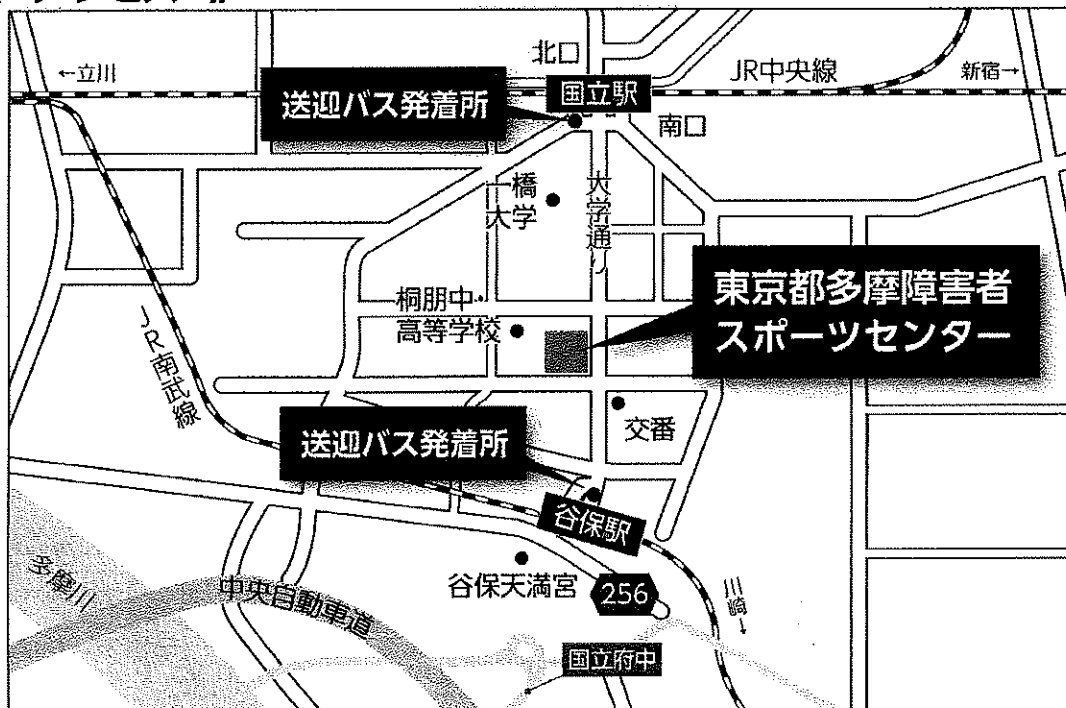 北口
←立川
JR中央線
新宿→
送迎バス発着所
国立駅
南口
一橋
大学
大学通り
東京都多摩障害者
スポーツセンター
桐朋中・
高等学校
JR南武線
交番
送迎バス発着所
谷保駅
谷保天満宮
256
川崎→
多摩川
中央自動車道
国立府中